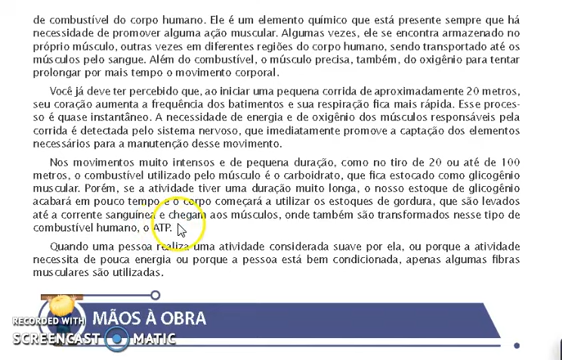 de combustível do corpo humano. Ele é um elemento químico que está presente sempre que há
necessidade de promover alguma ação muscular. Algumas vezes, ele se encontra armazenado no
próprio músculo, outras vezes em diferentes regiões do corpo humano, sendo transportado até os
músculos pelo sangue. Além do combustível, o músculo precisa, também, do oxigênio para tentar
prolongar por mais tempo o movimento corporal.
Você já deve ter percebido que, ao iniciar uma pequena corrida de aproximadamente 20 metros,
seu coração aumenta a frequência dos batimentos e sua respiração fica mais rápida. Esse proces-
so é quase instantâneo. A necessidade de energia e de oxigênio dos músculos responsáveis pela
corrida é detectada pelo sistema nervoso, que imediatamente promove a captação dos elementos
necessários para a manutenção desse movimento.
Nos movimentos muito intensos e de pequena duração, como no tiro de 20 ou até de 100
metros, o combustível utilizado pelo músculo é o carboidrato, que fica estocado como glicogênio
muscular. Porém, se a atividade tiver uma duração muito longa, o nosso estoque de glicogênio
acabará em pouco tempo e o corpo começará a utilizar os estoques de gordura, que são levados
até a corrente sanguínea e chegam aos músculos, onde também são transformados nesse tipo de
combustível humano, o ATP.
Quando uma pessoa realiza uma atividade considerada suave por ela, ou porque a atividade
necessita de pouca energia ou porque a pessoa está bem condicionada, apenas algumas fibras
musculares são utilizadas.
MÃOS À OBRA
RECORDED WITH
SCREENCAST MATIC